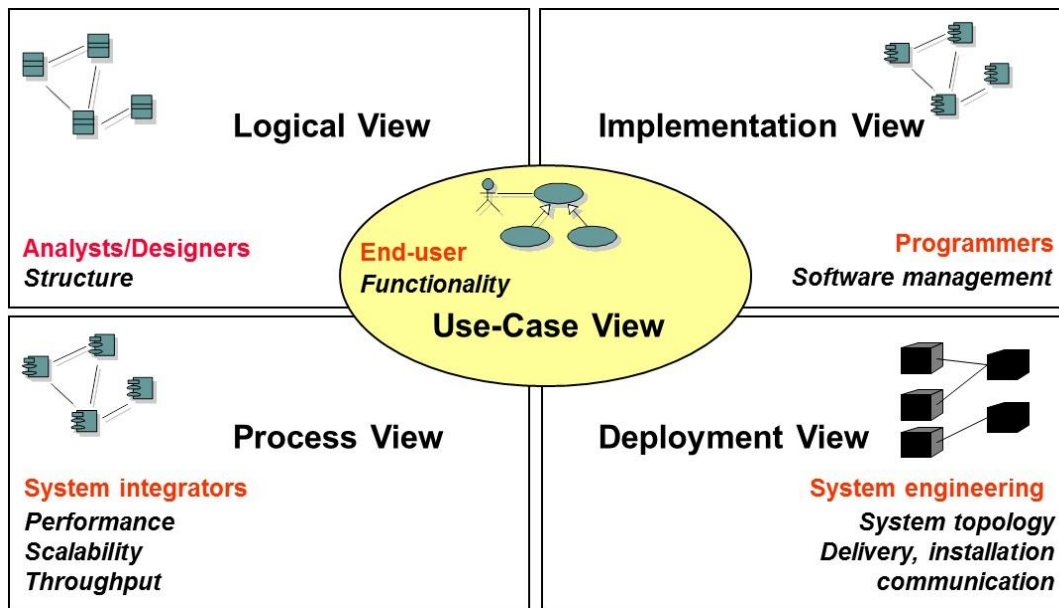 Logical View
Analysts/Designers
Structure
Implementation View
Programmers
Software management
End-user
Functionality
Use-Case View
Process View
System integrators
Performance
Scalability
Throughput
Deployment View
System engineering
System topology
Delivery, installation
communication